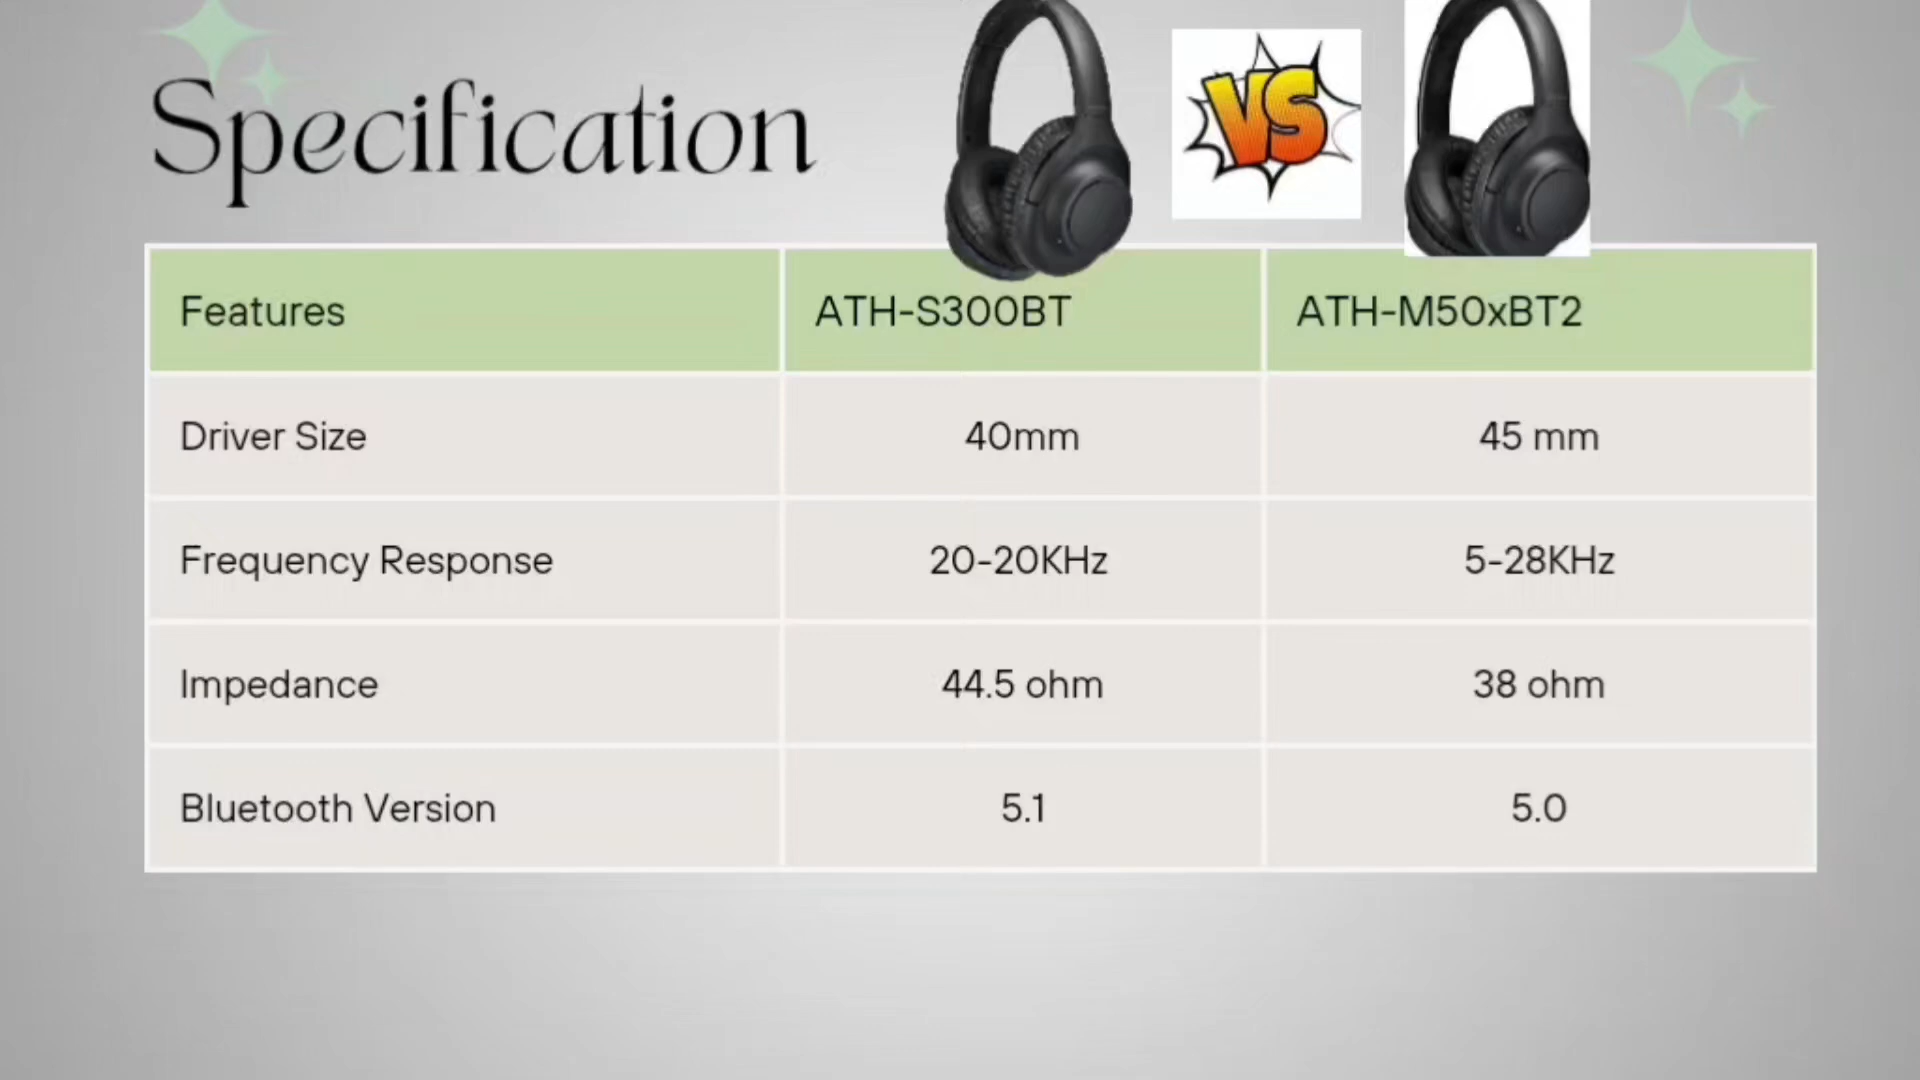 Specification
VS
Features ATH-S300BT ATH-M50xBT2
Driver Size 40mm 45 mm
Frequency Response 20-20KHz 5-28KHz
Impedance 44.5 ohm 38 ohm
Bluetooth Version 5.1 5.0